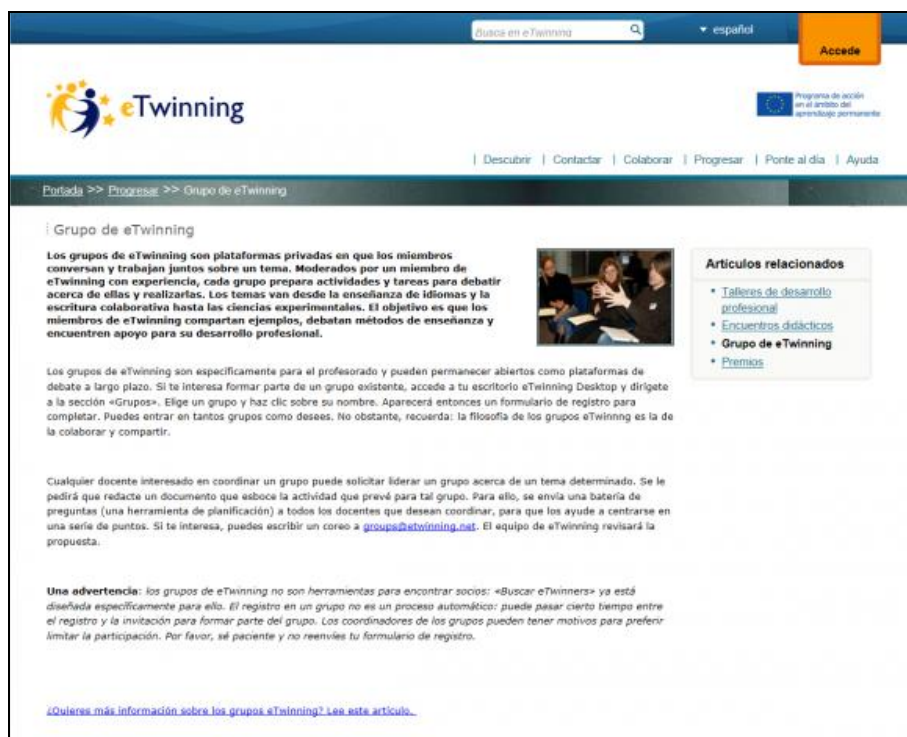 Busca en eTwinning
español
Accede
eTwinning
Programa de acción
en el ámbito del
aprendizaje permanente
| Descubrir | Contactar | Colaborar | Progresar | Ponte al día | Ayuda
Portada >> Progresar >> Grupo de eTwinning
Grupo de eTwinning
Los grupos de eTwinning son plataformas privadas en que los miembros
conversan y trabajan juntos sobre un tema. Moderados por un miembro de
eTwinning con experiencia, cada grupo prepara actividades y tareas para debatir
acerca de ellas y realizarlas. Los temas van desde la enseñanza de idiomas y la
escritura colaborativa hasta las ciencias experimentales. El objetivo es que los
miembros de eTwinning compartan ejemplos, debatan métodos de enseñanza y
encuentren apoyo para su desarrollo profesional.
Artículos relacionados
Talleres de desarrollo
profesional
Encuentros didácticos
Grupo de eTwinning
Premios
Los grupos de eTwinning son específicamente para el profesorado y pueden permanecer abiertos como plataformas de
debate a largo plazo. Si te interesa formar parte de un grupo existente, accede a tu escritorio eTwinning Desktop y dirígete
a la sección «Grupos». Elige un grupo y haz clic sobre su nombre. Aparecerá entonces un formulario de registro para
completar. Puedes entrar en tantos grupos como desees. No obstante, recuerda: la filosofía de los grupos eTwinnng es la de
la colaborar y compartir.
Cualquier docente interesado en coordinar un grupo puede solicitar liderar un grupo acerca de un tema determinado. Se le
pedirá que redacte un documento que esboce la actividad que prevé para tal grupo. Para ello, se envía una batería de
preguntas (una herramienta de planificación) a todos los docentes que desean coordinar, para que los ayude a centrarse en
una serie de puntos. Si te interesa, puedes escribir un coreo a groups@etwinning.net. El equipo de eTwinning revisará la
propuesta.
Una advertencia: los grupos de eTwinning no son herramientas para encontrar socios: «Buscar eTwinners» ya está
diseñada específicamente para ello. El registro en un grupo no es un proceso automático: puede pasar cierto tiempo entre
el registro y la invitación para formar parte del grupo. Los coordinadores de los grupos pueden tener motivos para preferir
limitar la participación. Por favor, sé paciente y no reenvíes tu formulario de registro.
¿Quieres más información sobre los grupos eTwinning? Lee este artículo.